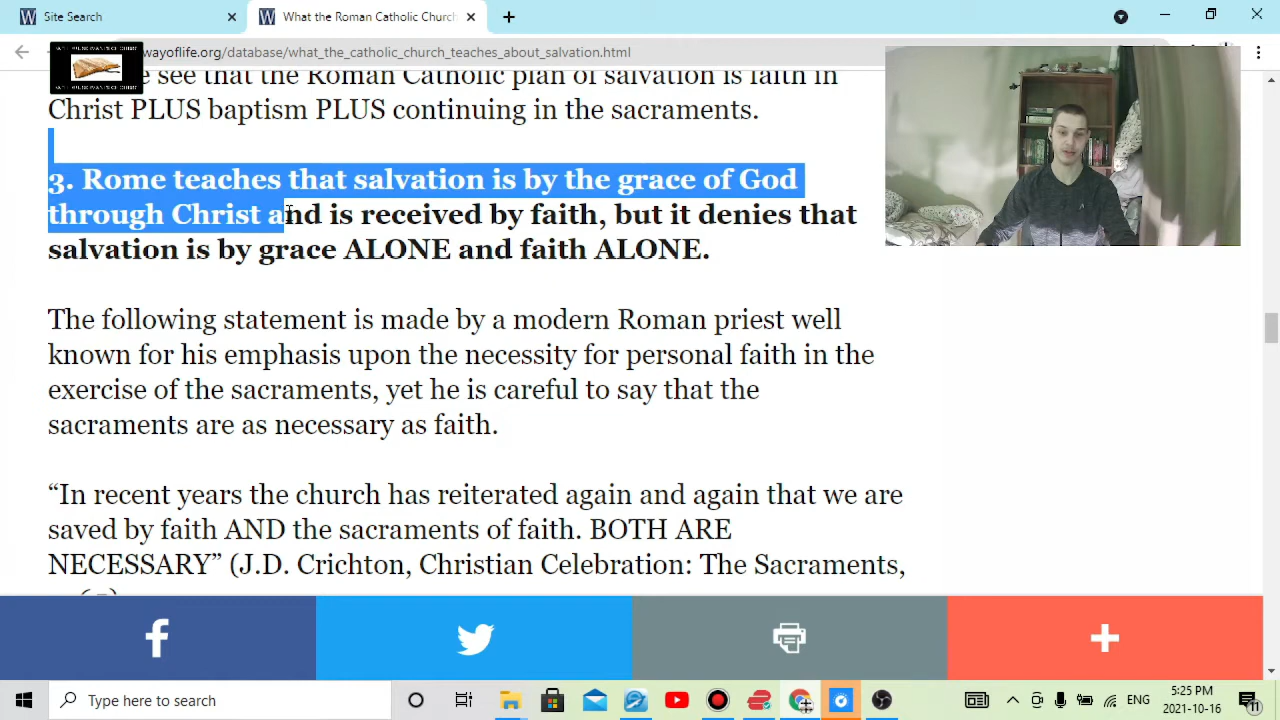 Site Search
What the Roman Catholic Church
wayoflife.org/database/what_the_catholic_church_teaches_about_salvation.html
see that the Roman Catholic plan of salvation is faith in
Christ PLUS baptism PLUS continuing in the sacraments.
3. Rome teaches that salvation is by the grace of God
through Christ and is received by faith, but it denies that
salvation is by grace ALONE and faith ALONE.
The following statement is made by a modern Roman priest well
known for his emphasis upon the necessity for personal faith in the
exercise of the sacraments, yet he is careful to say that the
sacraments are as necessary as faith.
“In recent years the church has reiterated again and again that we are
saved by faith AND the sacraments of faith. BOTH ARE
NECESSARY” (J.D. Crichton, Christian Celebration: The Sacraments,
Type here to search
ENG
5:25 PM
2021-10-16
11